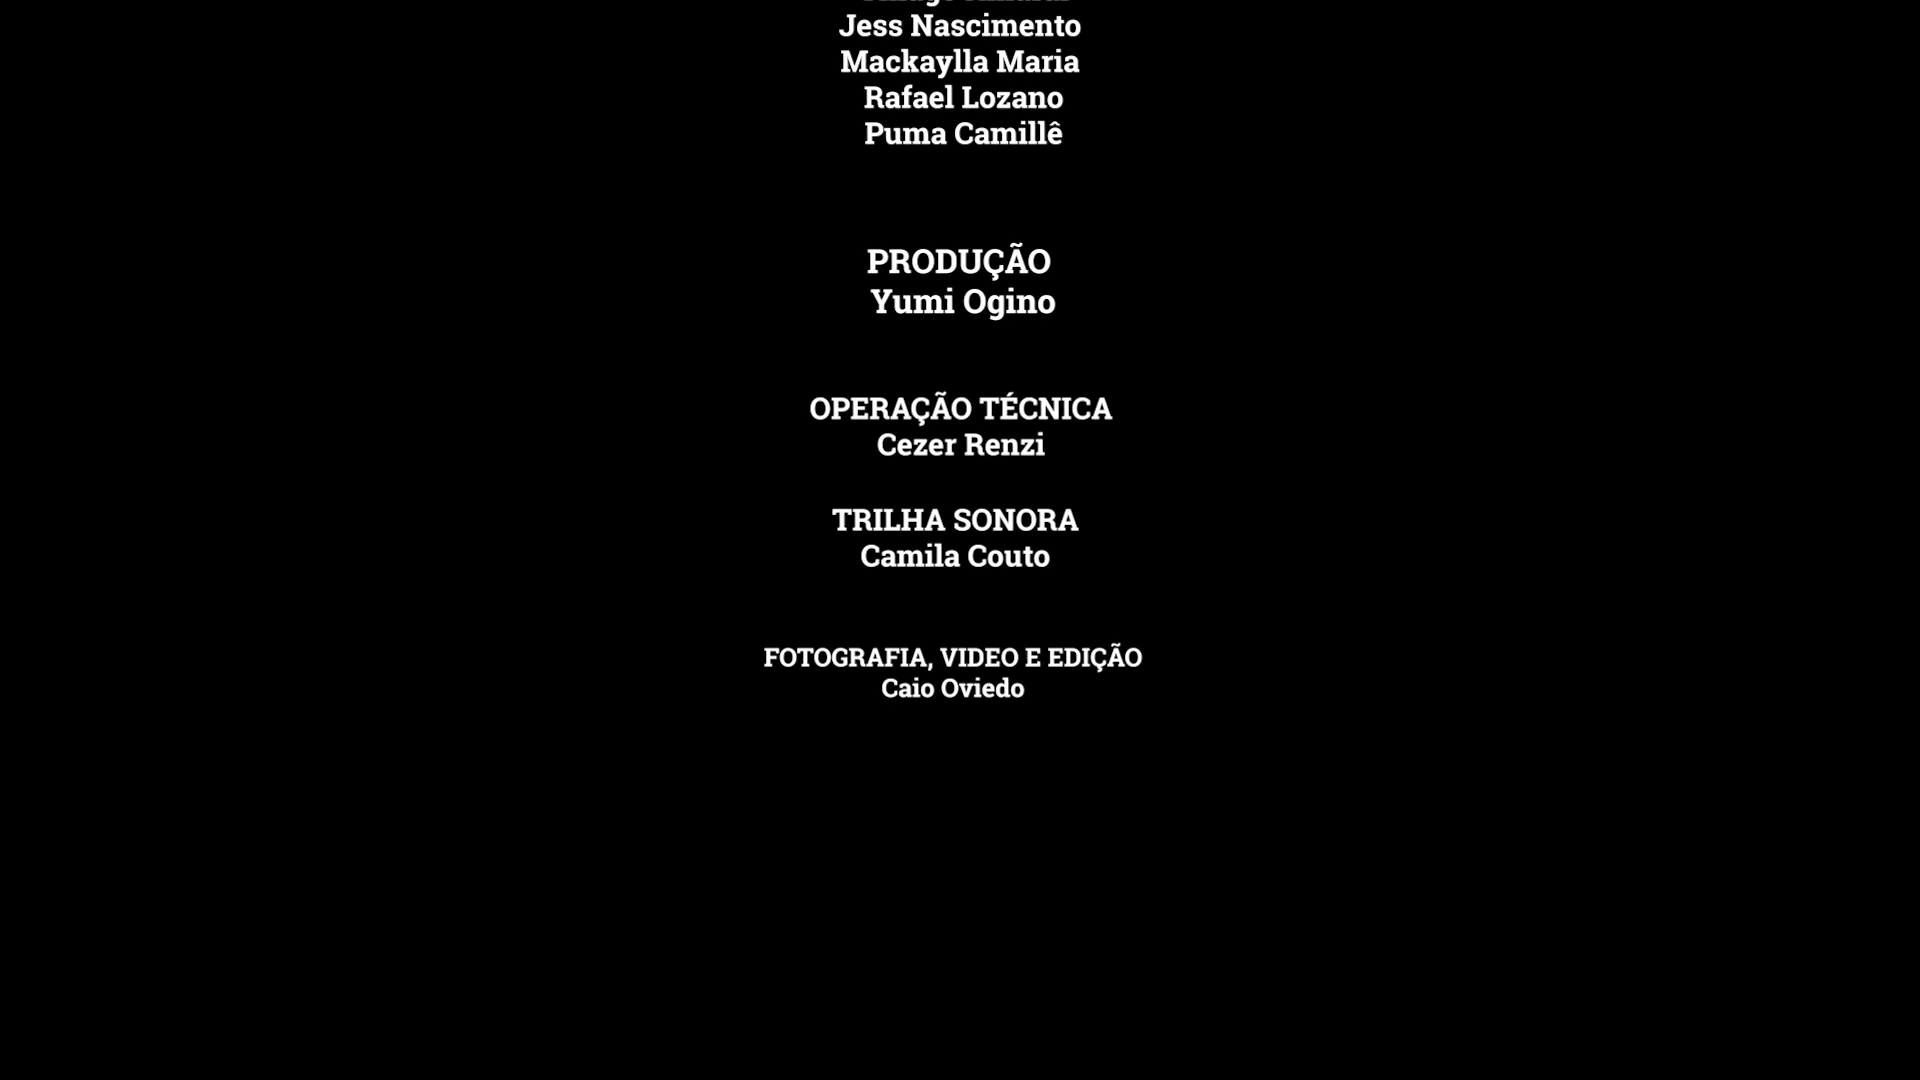 Jess Nascimento
Mackaylla Maria
Rafael Lozano
Puma Camillê
PRODUÇÃO
Yumi Ogino
OPERAÇÃO TÉCNICA
Cezer Renzi
TRILHA SONORA
Camila Couto
FOTOGRAFIA, VIDEO E EDIÇÃO
Caio Oviedo